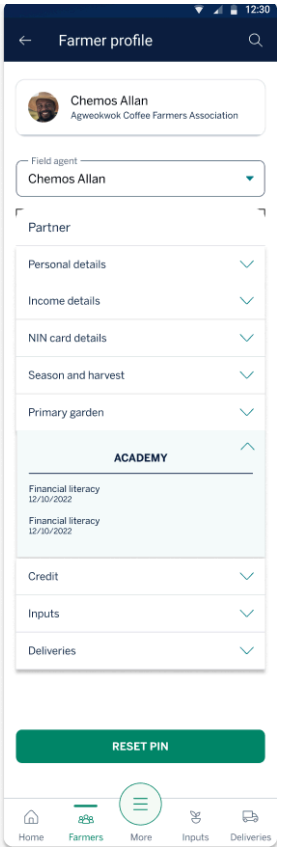 12:30
Farmer profile
Chemos Allan
Agweokwok Coffee Farmers Association
Field agent
Chemos Allan
Partner
Personal details
Income details
NIN card details
Season and harvest
Primary garden
ACADEMY
Financial literacy
12/10/2022
Financial literacy
12/10/2022
Credit
Inputs
Deliveries
RESET PIN
Home Farmers More Inputs Deliveries